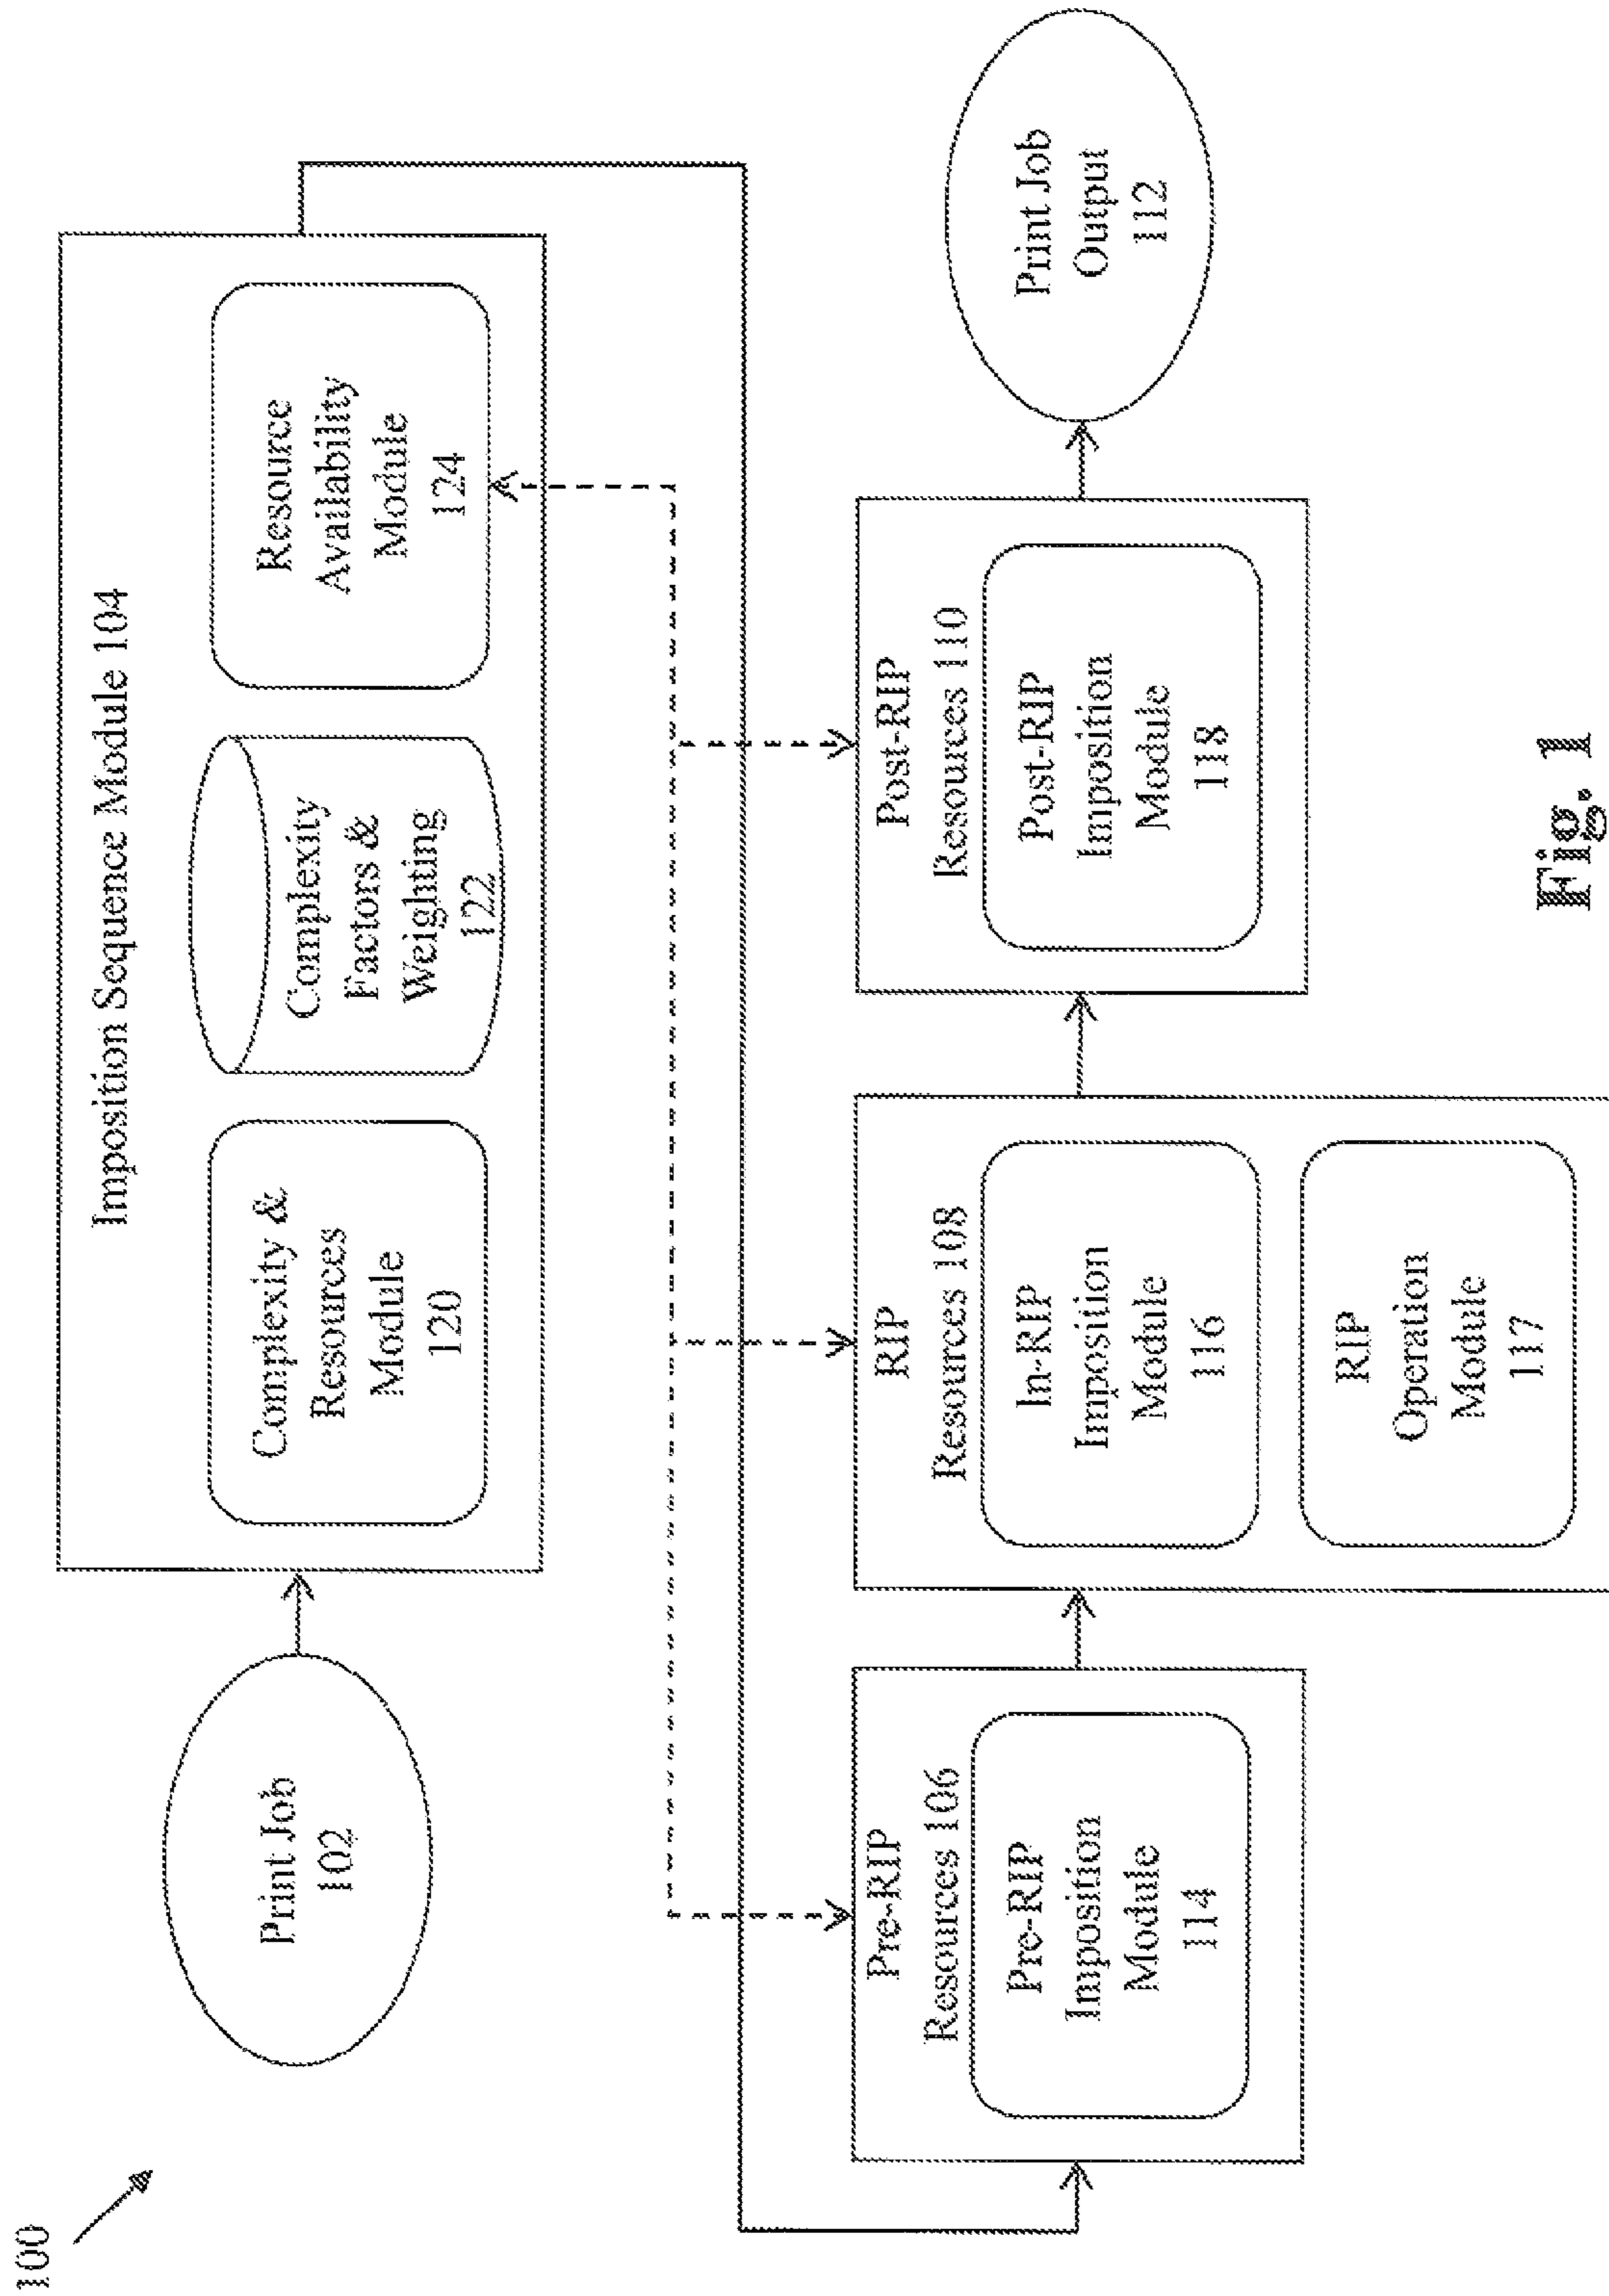 100
Imposition Sequence Module 104
Print Job
102
Complexity &
Resources
Module
120
Complexity
Factors &
Weighting
122
Resource
Availability
Module
124
Pre-RIP
Resources 106
Pre-RIP
Imposition
Module
114
RIP
Resources 108
In-RIP
Imposition
Module
116
RIP
Operation
Module
117
Post-RIP
Resources 110
Post-RIP
Imposition
Module
118
Print Job
Output
112
Fig. 1